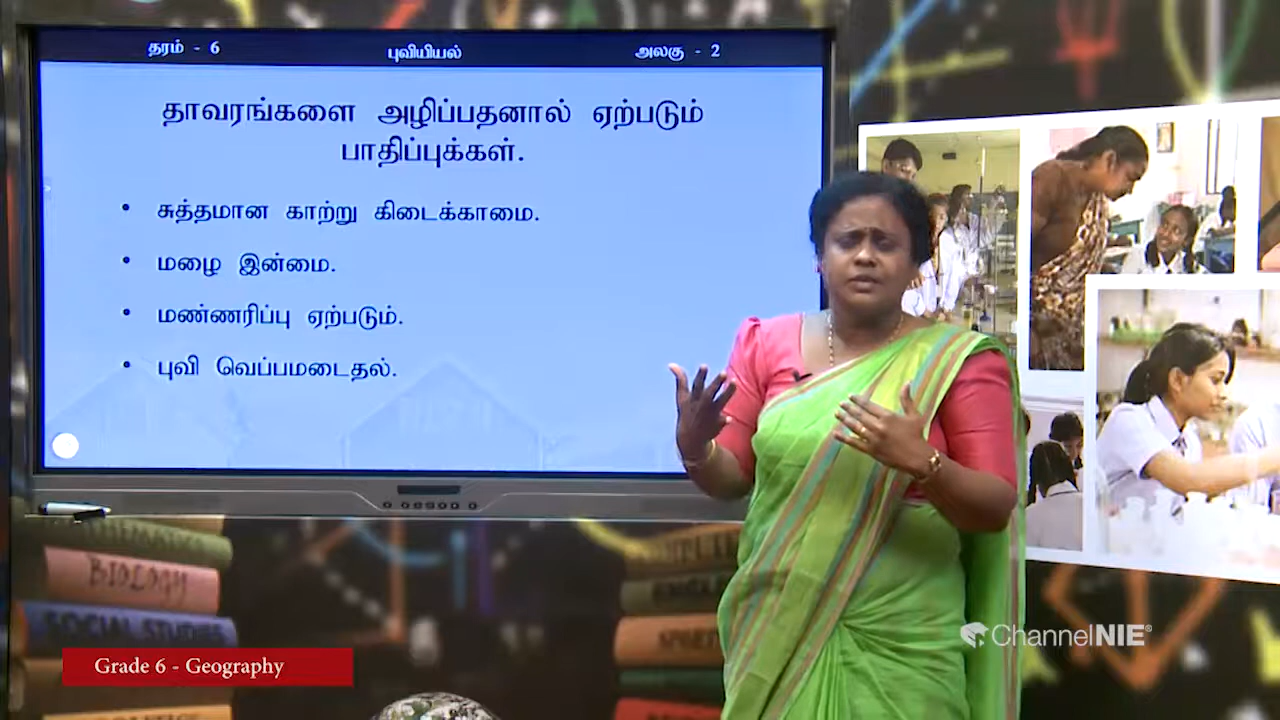 தரம் - 6
புவியியல்
அலகு - 2
தாவரங்களை அழிப்பதனால் ஏற்படும்
பாதிப்புக்கள்.
• சுத்தமான காற்று கிடைக்காமை.
• மழை இன்மை.
• மண்ணரிப்பு ஏற்படும்.
• புவி வெப்பமடைதல்.
MATHEMATICS
BIOLOGY
SOCIAL STUDIES
Grade 6 - Geography
ChannelNIE®